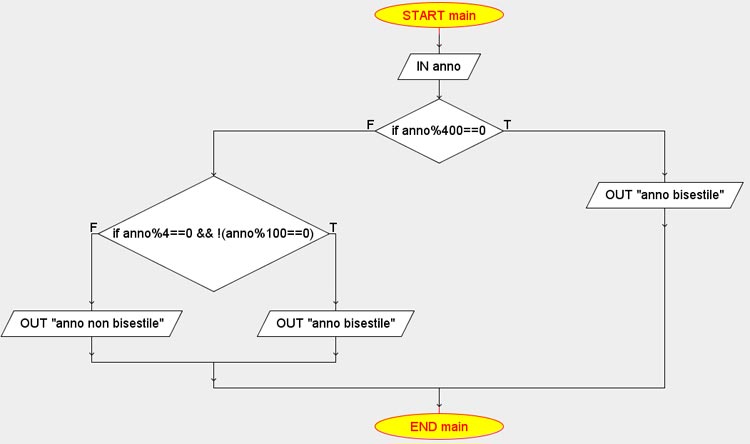 START main
IN anno
F
if anno%400==0
T
OUT "anno bisestile"
F
if anno%4==0 && !(anno%100==0)
T
OUT "anno non bisestile"
OUT "anno bisestile"
END main